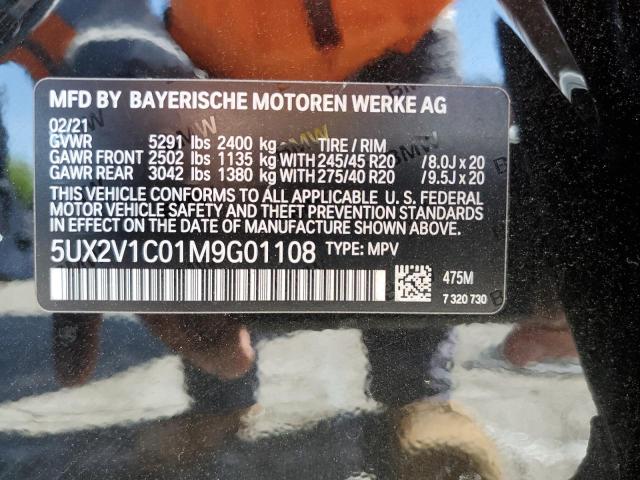 MFD BY BAYERISCHE MOTOREN WERKE AG
02/21
GVWR 5291 lbs 2400 kg TIRE / RIM
GAWR FRONT 2502 lbs 1135 kg WITH 245/45 R20 /8.0J x 20
GAWR REAR 3042 lbs 1380 kg WITH 275/40 R20 /9.5J x 20
THIS VEHICLE CONFORMS TO ALL APPLICABLE U. S. FEDERAL
MOTOR VEHICLE SAFETY AND THEFT PREVENTION STANDARDS
IN EFFECT ON THE DATE OF MANUFACTURE SHOWN ABOVE.
5UX2V1C01M9G01108 TYPE: MPV
475M
7 320 730